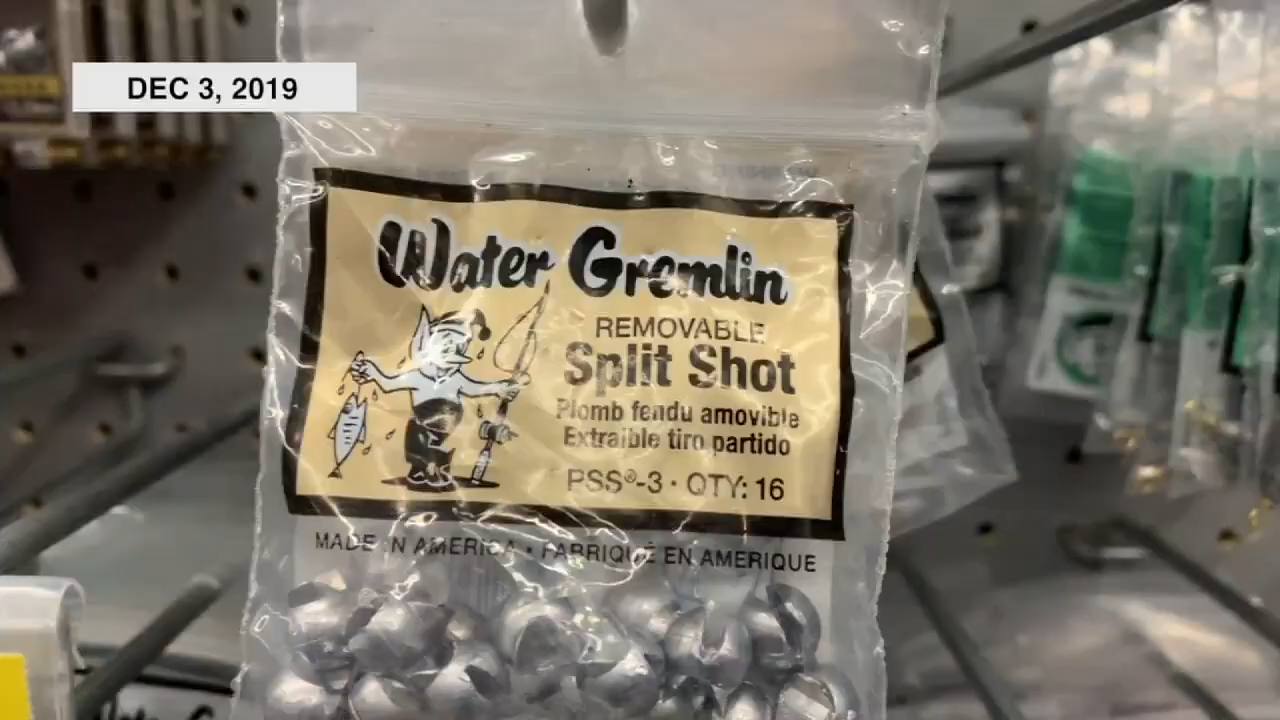 DEC 3, 2019
Water Gremlin
REMOVABLE
Split Shot
Plomb fendu amovible
Extraible tiro partido
PSS®-3 · QTY: 16
MADE IN AMERICA • FABRIQUÉ EN AMERIQUE